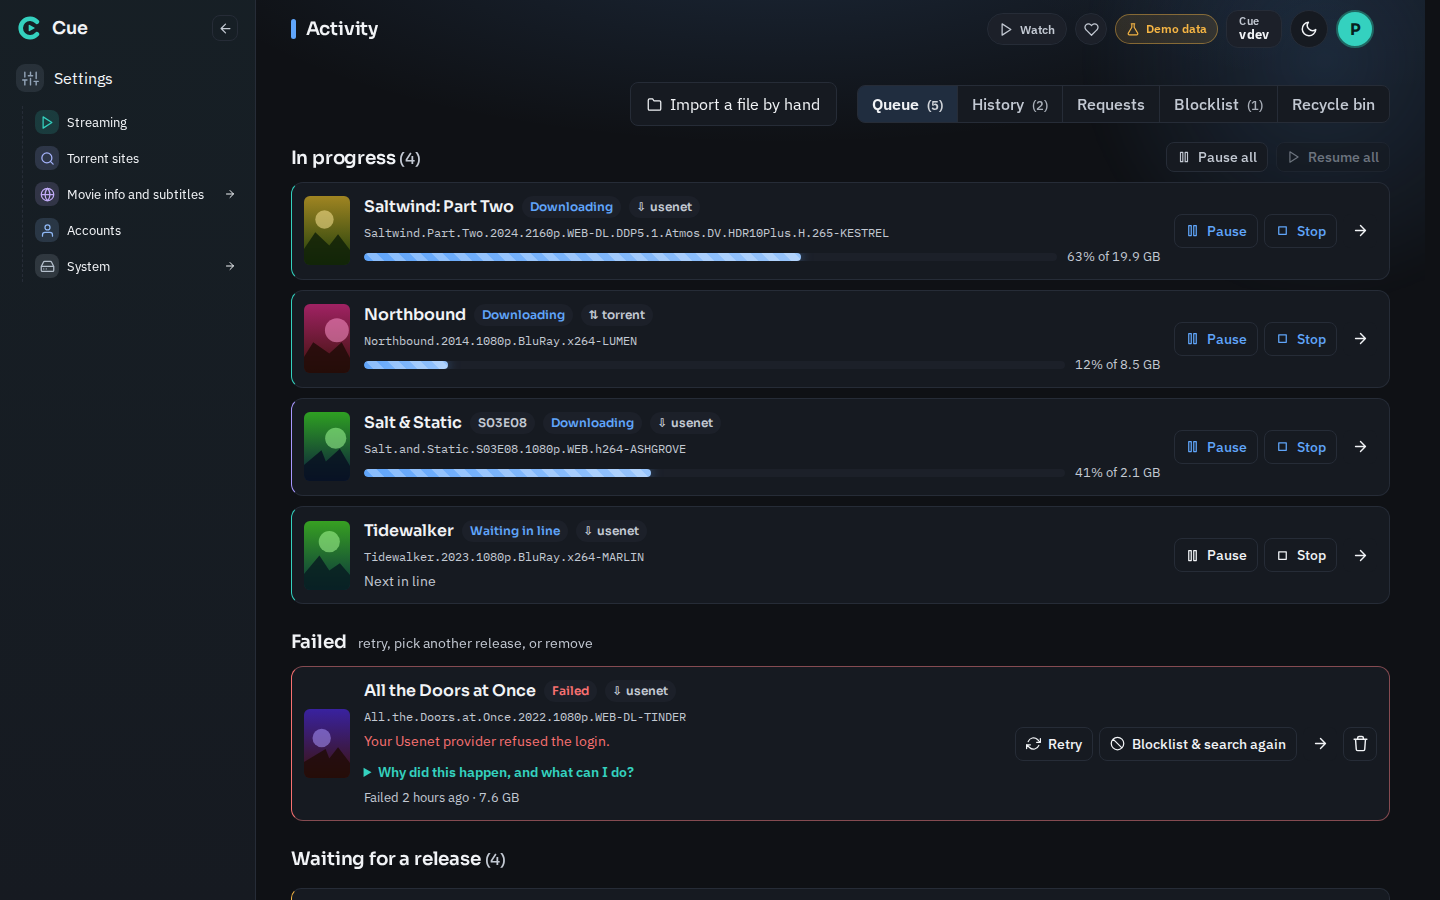 Cue
Settings
Streaming
Torrent sites
Movie info and subtitles
Accounts
System
Activity
Watch
Demo data
Cue
vdev
P
Import a file by hand
Queue (5)
History (2)
Requests
Blocklist (1)
Recycle bin
In progress (4)
Pause all
Resume all
Saltwind: Part Two Downloading ⇩ usenet
Saltwind.Part.Two.2024.2160p.WEB-DL.DDP5.1.Atmos.DV.HDR10Plus.H.265-KESTREL
63% of 19.9 GB
Pause
Stop
Northbound Downloading ⇅ torrent
Northbound.2014.1080p.BluRay.x264-LUMEN
12% of 8.5 GB
Pause
Stop
Salt & Static S03E08 Downloading ⇩ usenet
Salt.and.Static.S03E08.1080p.WEB.h264-ASHGROVE
41% of 2.1 GB
Pause
Stop
Tidewalker Waiting in line ⇩ usenet
Tidewalker.2023.1080p.BluRay.x264-MARLIN
Next in line
Pause
Stop
Failed retry, pick another release, or remove
All the Doors at Once Failed ⇩ usenet
All.the.Doors.at.Once.2022.1080p.WEB-DL-TINDER
Your Usenet provider refused the login.
▶ Why did this happen, and what can I do?
Failed 2 hours ago · 7.6 GB
Retry
Blocklist & search again
Waiting for a release (4)